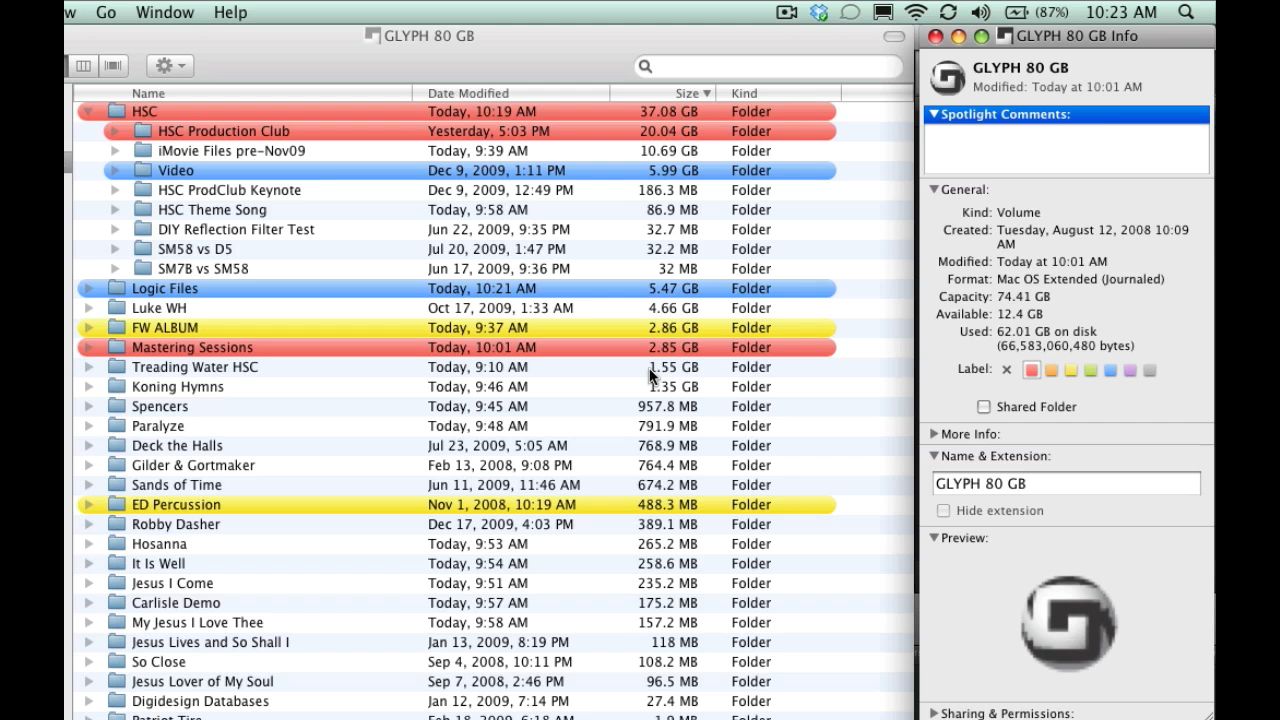 w Go Window Help (87%) 10:23 AM
GLYPH 80 GB
Name Date Modified Size Kind
HSC Today, 10:19 AM 37.08 GB Folder
HSC Production Club Yesterday, 5:03 PM 20.04 GB Folder
iMovie Files pre-Nov09 Today, 9:39 AM 10.69 GB Folder
Video Dec 9, 2009, 1:11 PM 5.99 GB Folder
HSC ProdClub Keynote Dec 9, 2009, 12:49 PM 186.3 MB Folder
HSC Theme Song Today, 9:58 AM 86.9 MB Folder
DIY Reflection Filter Test Jun 22, 2009, 9:35 PM 32.7 MB Folder
SM58 vs D5 Jul 20, 2009, 1:47 PM 32.2 MB Folder
SM7B vs SM58 Jun 17, 2009, 9:36 PM 32 MB Folder
Logic Files Today, 10:21 AM 5.47 GB Folder
Luke WH Oct 17, 2009, 1:33 AM 4.66 GB Folder
FW ALBUM Today, 9:37 AM 2.86 GB Folder
Mastering Sessions Today, 10:01 AM 2.85 GB Folder
Treading Water HSC Today, 9:10 AM 1.55 GB Folder
Koning Hymns Today, 9:46 AM 1.35 GB Folder
Spencers Today, 9:45 AM 957.8 MB Folder
Paralyze Today, 9:48 AM 791.9 MB Folder
Deck the Halls Jul 23, 2009, 5:05 AM 768.9 MB Folder
Gilder & Gortmaker Feb 13, 2008, 9:08 PM 764.4 MB Folder
Sands of Time Jun 11, 2009, 11:46 AM 674.2 MB Folder
ED Percussion Nov 1, 2008, 10:19 AM 488.3 MB Folder
Robby Dasher Dec 17, 2009, 4:03 PM 389.1 MB Folder
Hosanna Today, 9:53 AM 265.2 MB Folder
It Is Well Today, 9:54 AM 258.6 MB Folder
Jesus I Come Today, 9:51 AM 235.2 MB Folder
Carlisle Demo Today, 9:57 AM 175.2 MB Folder
My Jesus I Love Thee Today, 9:58 AM 157.2 MB Folder
Jesus Lives and So Shall I Jan 13, 2009, 8:19 PM 118 MB Folder
So Close Sep 4, 2008, 10:11 PM 108.2 MB Folder
Jesus Lover of My Soul Sep 7, 2008, 2:46 PM 96.5 MB Folder
Digidesign Databases Jan 12, 2009, 7:14 PM 27.4 MB Folder
Patriot Tire Feb 18, 2009, 6:18 AM 1.9 MB Folder
GLYPH 80 GB Info
GLYPH 80 GB
Modified: Today at 10:01 AM
Spotlight Comments:
General:
Kind: Volume
Created: Tuesday, August 12, 2008 10:09
AM
Modified: Today at 10:01 AM
Format: Mac OS Extended (Journaled)
Capacity: 74.41 GB
Available: 12.4 GB
Used: 62.01 GB on disk
(66,583,060,480 bytes)
Label:
Shared Folder
More Info:
Name & Extension:
GLYPH 80 GB
Hide extension
Preview:
Sharing & Permissions: